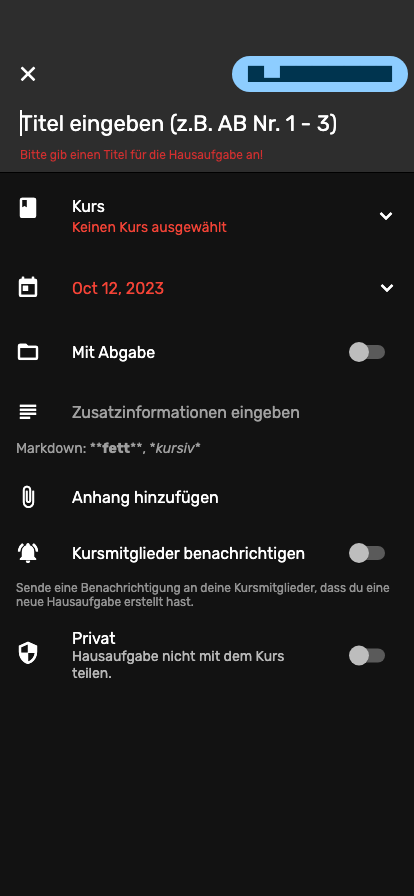 Titel eingeben (z.B. AB Nr. 1 - 3)
Bitte gib einen Titel für die Hausaufgabe an!
Kurs
Keinen Kurs ausgewählt
Oct 12, 2023
Mit Abgabe
Zusatzinformationen eingeben
Markdown: **fett**, *kursiv*
Anhang hinzufügen
Kursmitglieder benachrichtigen
Sende eine Benachrichtigung an deine Kursmitglieder, dass du eine
neue Hausaufgabe erstellt hast.
Privat
Hausaufgabe nicht mit dem Kurs
teilen.